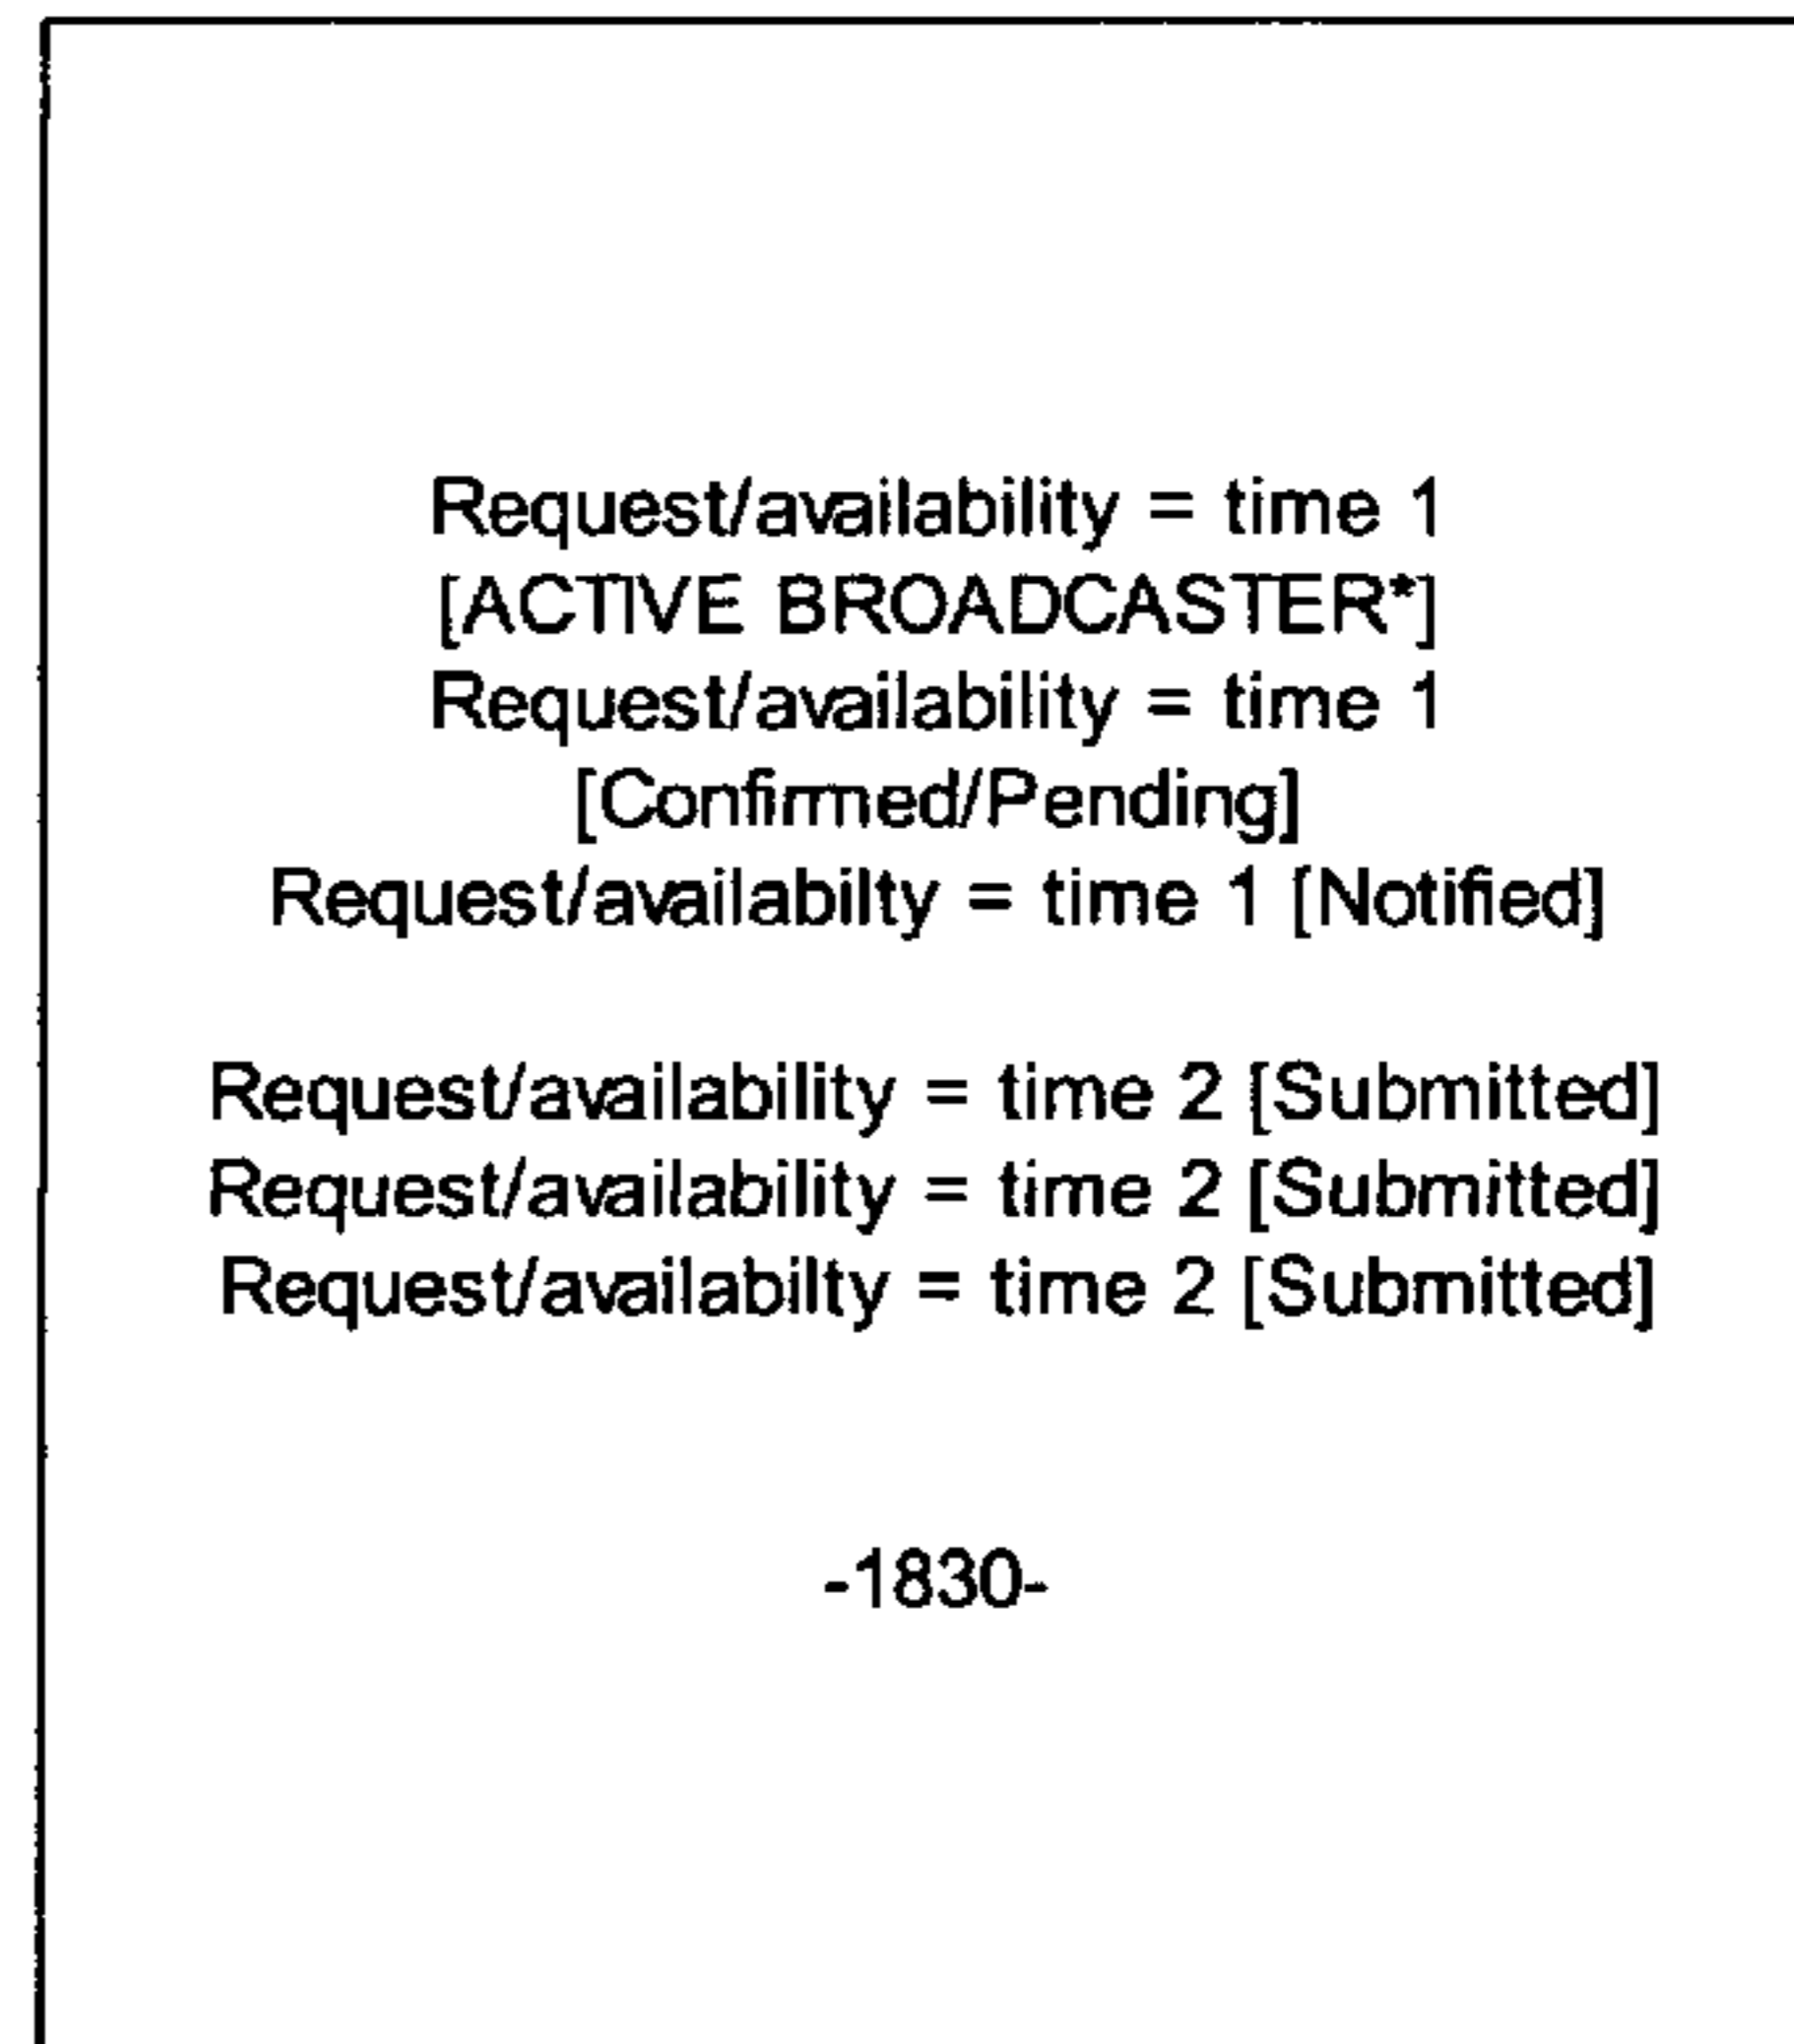 Request/availability = time 1
[ACTIVE BROADCASTER*]
Request/availability = time 1
[Confirmed/Pending]
Request/availabilty = time 1 [Notified]
Request/availability = time 2 [Submitted]
Request/availability = time 2 [Submitted]
Request/availabilty = time 2 [Submitted]
-1830-